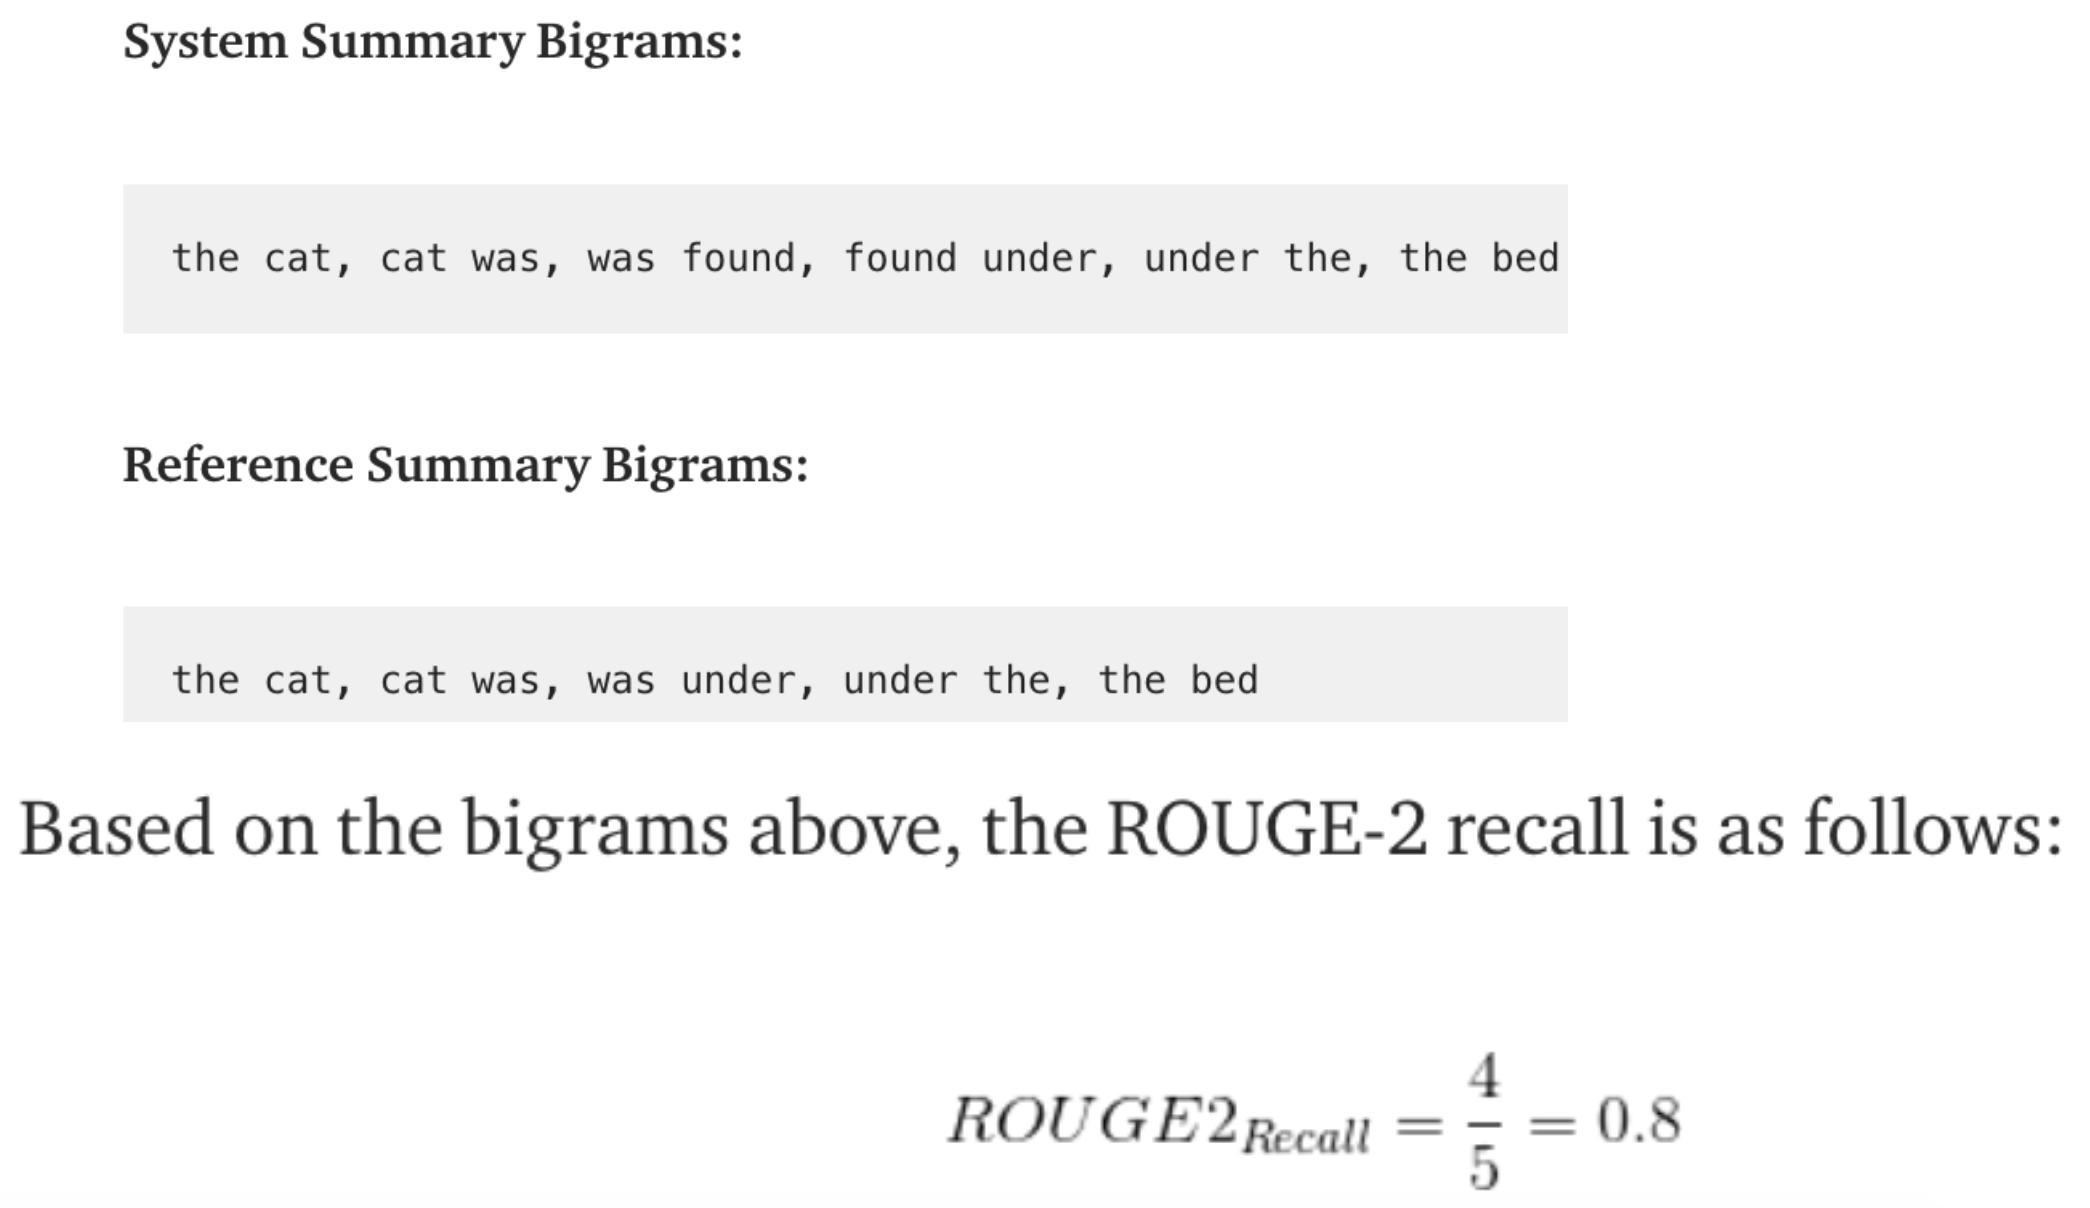 System Summary Bigrams:
the cat, cat was, was found, found under, under the, the bed
Reference Summary Bigrams:
the cat, cat was, was under, under the, the bed
Based on the bigrams above, the ROUGE-2 recall is as follows:
ROUGE2_{Recall} = \frac{4}{5} = 0.8